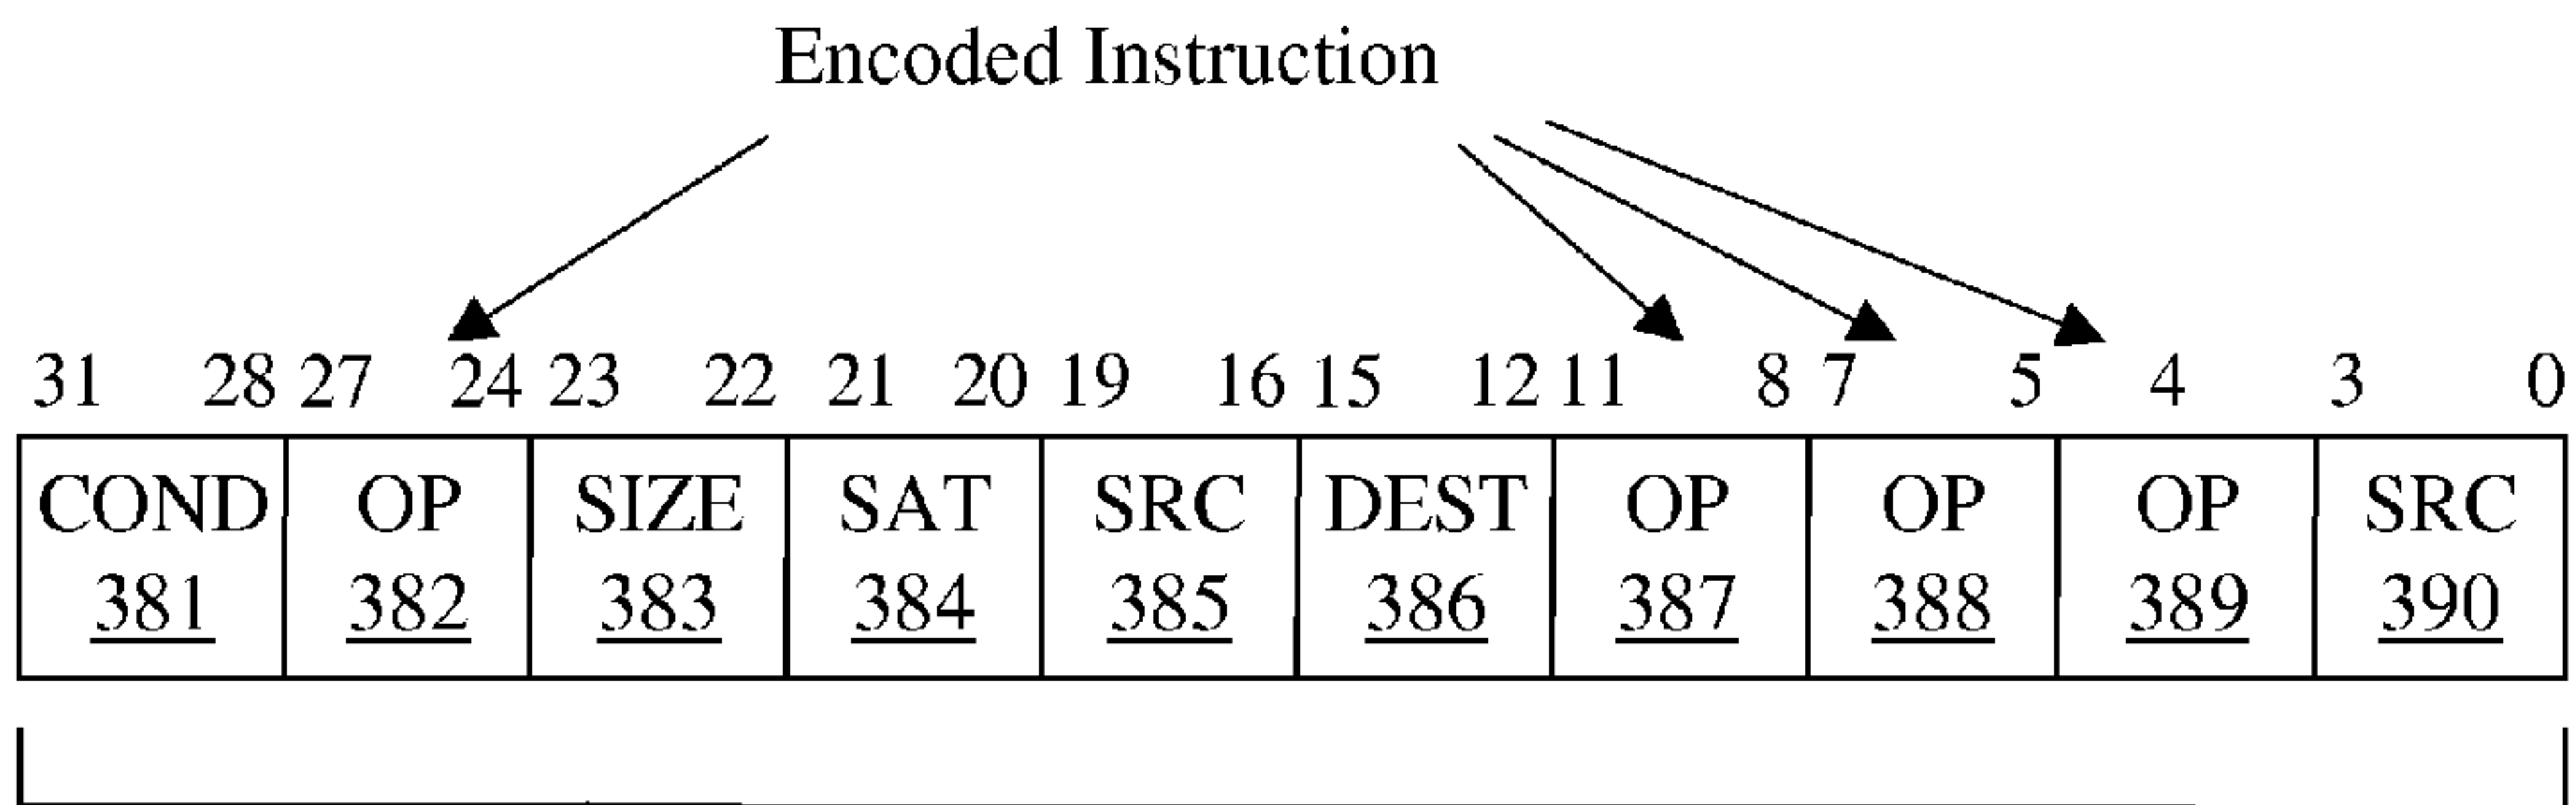 Encoded Instruction
31 28 27 24 23 22 21 20 19 16 15 12 11 8 7 5 4 3 0
COND OP SIZE SAT SRC DEST OP OP OP SRC
381 382 383 384 385 386 387 388 389 390